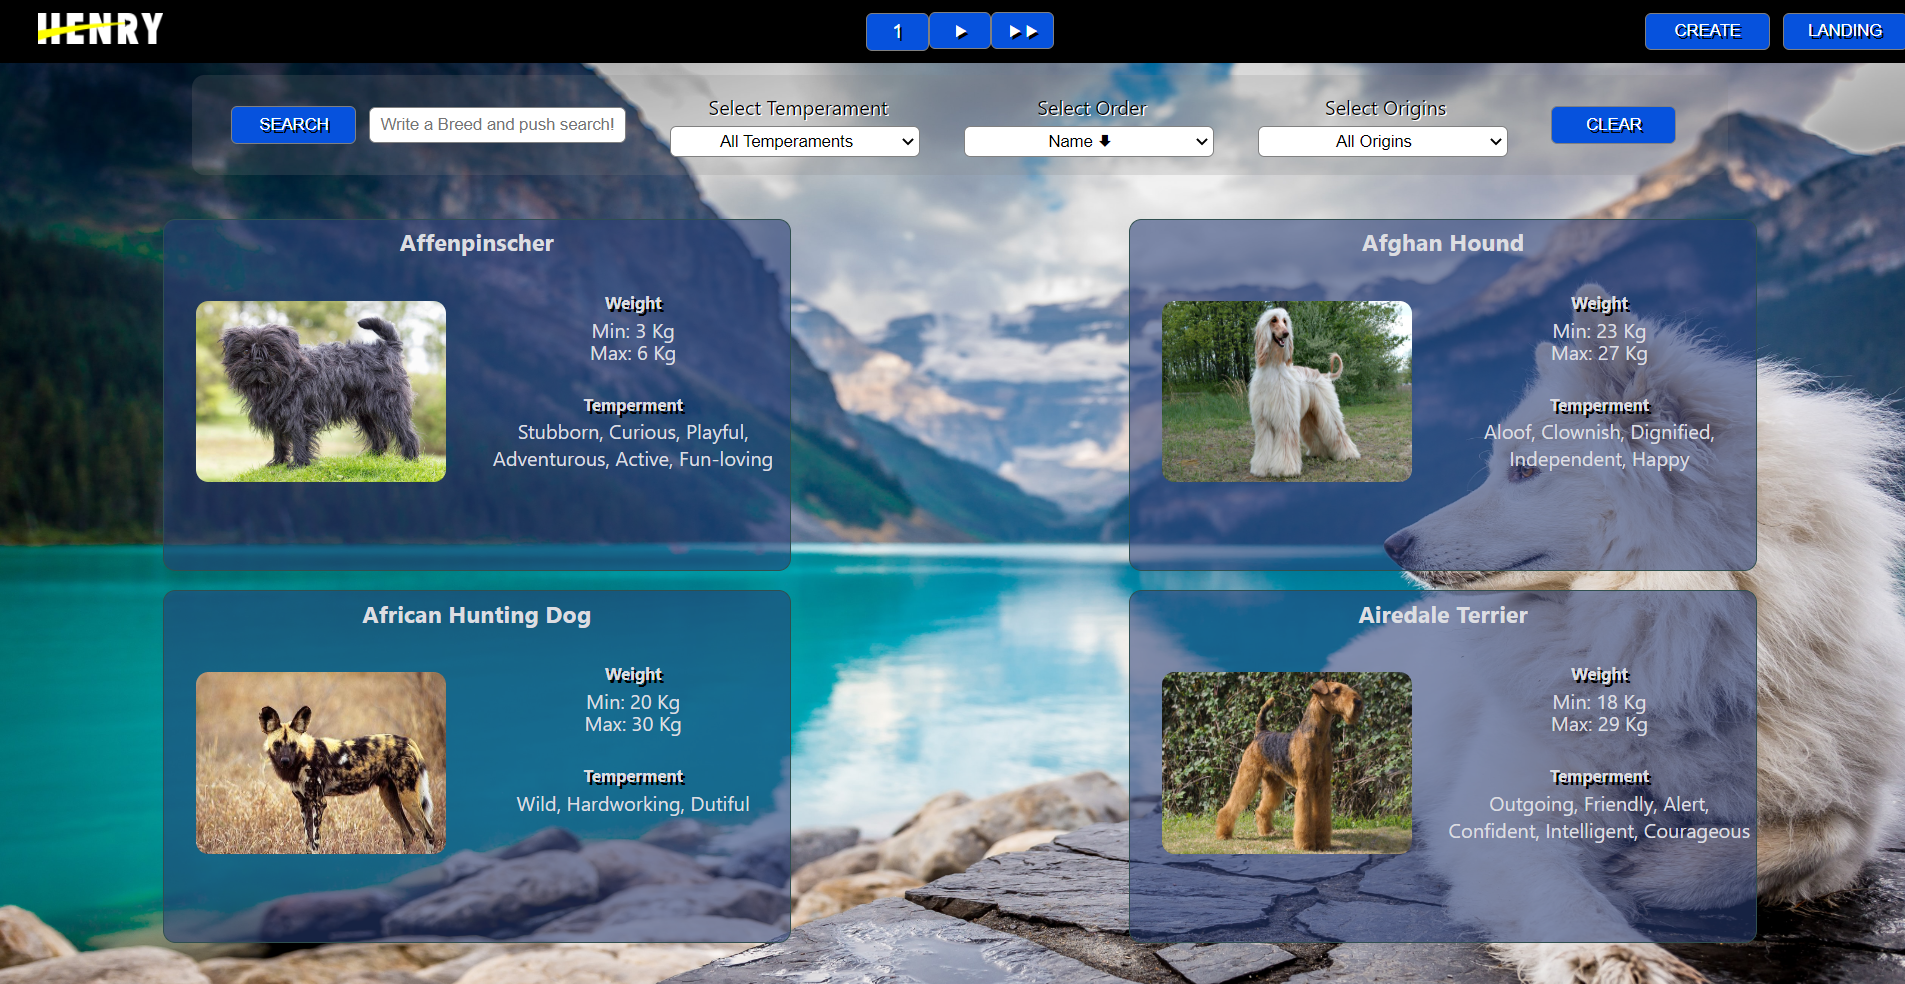 HENRY
1
CREATE
LANDING
SEARCH
Write a Breed and push search!
Select Temperament
All Temperaments
Select Order
Name 🡇
Select Origins
All Origins
CLEAR
Affenpinscher
Weight
Min: 3 Kg
Max: 6 Kg
Temperment
Stubborn, Curious, Playful,
Adventurous, Active, Fun-loving
Afghan Hound
Weight
Min: 23 Kg
Max: 27 Kg
Temperment
Aloof, Clownish, Dignified,
Independent, Happy
African Hunting Dog
Weight
Min: 20 Kg
Max: 30 Kg
Temperment
Wild, Hardworking, Dutiful
Airedale Terrier
Weight
Min: 18 Kg
Max: 29 Kg
Temperment
Outgoing, Friendly, Alert,
Confident, Intelligent, Courageous